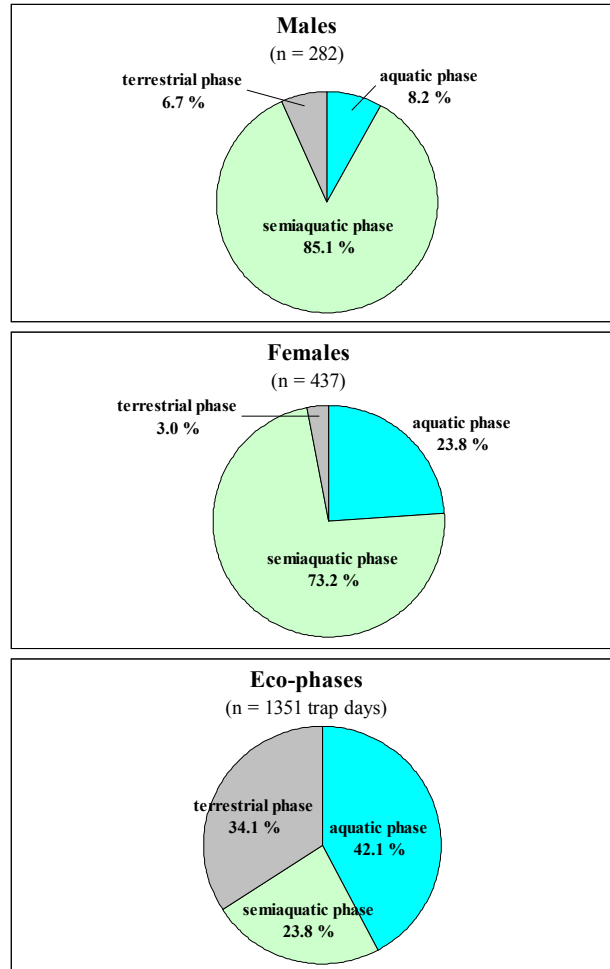 Males
(n = 282)
terrestrial phase
6.7 %
aquatic phase
8.2 %
semiaquatic phase
85.1 %
Females
(n = 437)
terrestrial phase
3.0 %
aquatic phase
23.8 %
semiaquatic phase
73.2 %
Eco-phases
(n = 1351 trap days)
terrestrial phase
34.1 %
aquatic phase
42.1 %
semiaquatic phase
23.8 %